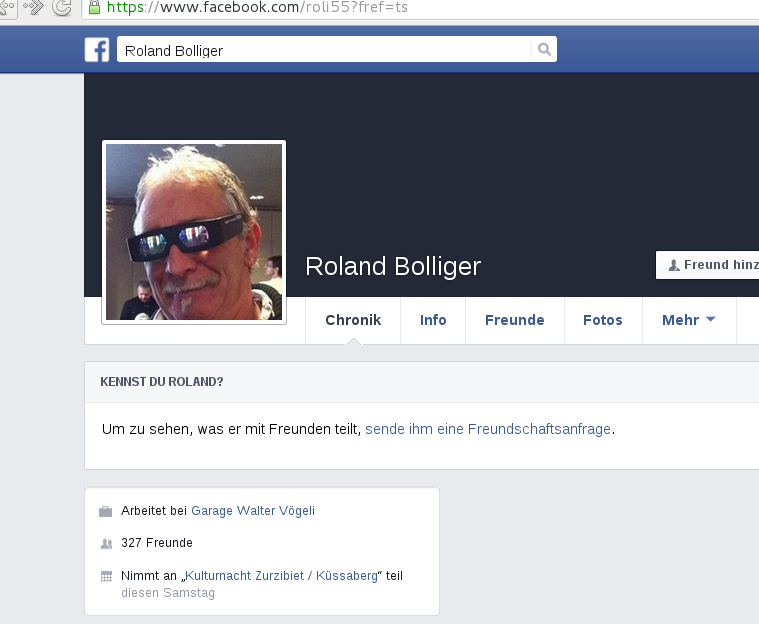 https://www.facebook.com/roli55?fref=ts
f
Roland Bolliger
Roland Bolliger
Freund hinz
Chronik
Info
Freunde
Fotos
Mehr
KENNST DU ROLAND?
Um zu sehen, was er mit Freunden teilt, sende ihm eine Freundschaftsanfrage.
Arbeitet bei Garage Walter Vögeli
327 Freunde
Nimmt an „Kulturnacht Zurzibiet / Küssaberg“ teil
diesen Samstag